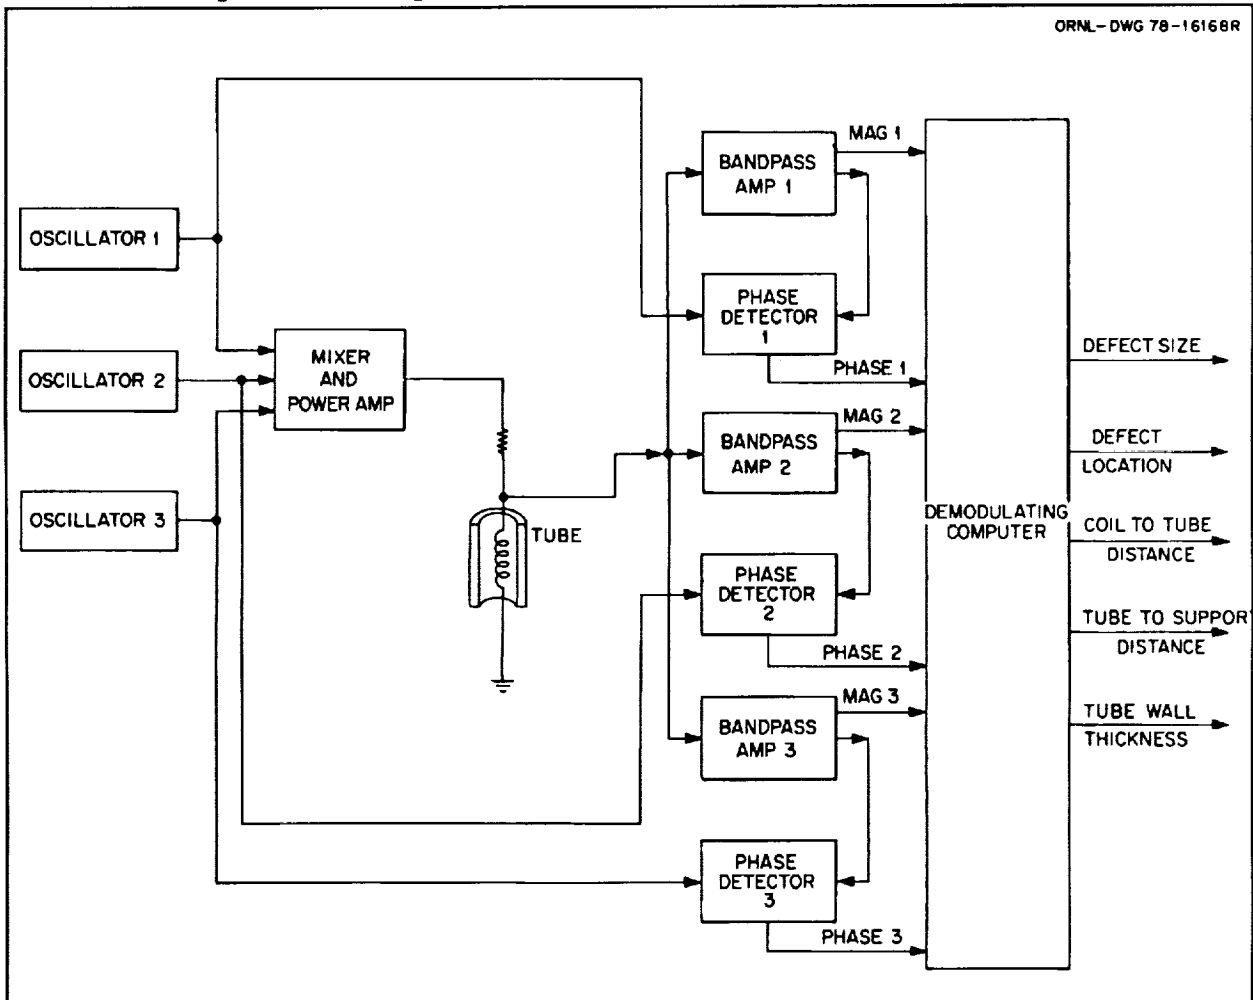 ORNL-DWG 78-16168R
OSCILLATOR 1
OSCILLATOR 2
OSCILLATOR 3
MIXER
AND
POWER AMP
TUBE
BANDPASS
AMP 1
MAG 1
PHASE
DETECTOR
1
PHASE 1
BANDPASS
AMP 2
MAG 2
PHASE
DETECTOR
2
PHASE 2
BANDPASS
AMP 3
MAG 3
PHASE
DETECTOR
3
PHASE 3
DEMODULATING
COMPUTER
DEFECT SIZE
DEFECT
LOCATION
COIL TO TUBE
DISTANCE
TUBE TO SUPPORT
DISTANCE
TUBE WALL
THICKNESS